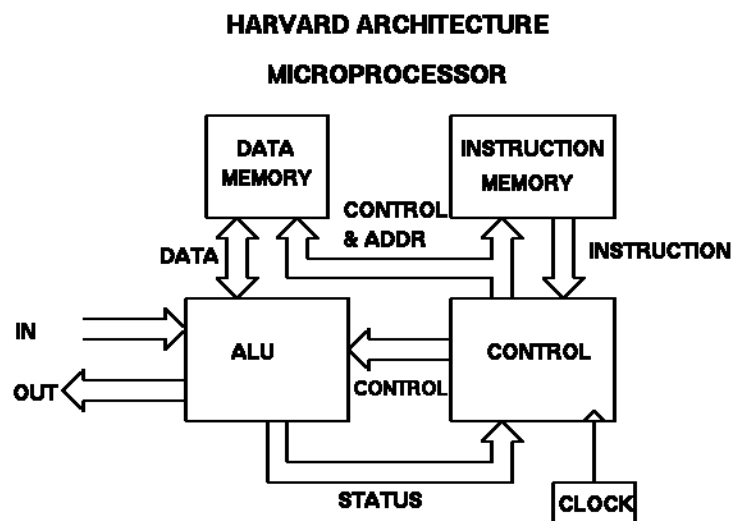 HARVARD ARCHITECTURE
MICROPROCESSOR
DATA
MEMORY
INSTRUCTION
MEMORY
CONTROL
& ADDR
DATA
INSTRUCTION
IN
ALU
CONTROL
OUT
CONTROL
STATUS
CLOCK